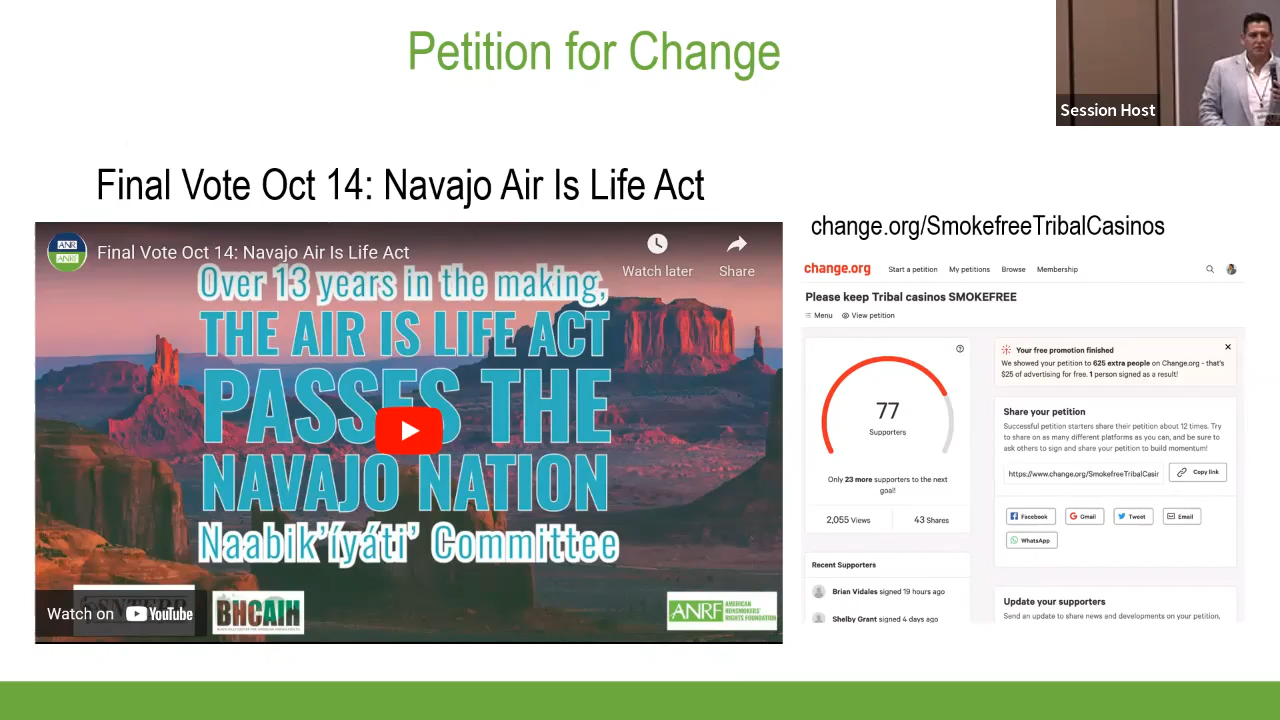 Petition for Change
Session Host
Final Vote Oct 14: Navajo Air Is Life Act
ANR
ANRF
Final Vote Oct 14: Navajo Air Is Life Act
Watch later
Share
Over 13 years in the making,
THE AIR IS LIFE ACT
PASSES THE
NAVAJO NATION
Naabik’íyáti’ Committee
Watch on YouTube
BHCAIH
ANRF AMERICAN
NONSMOKERS'
RIGHTS FOUNDATION
change.org/SmokefreeTribalCasinos
change.org Start a petition My petitions Browse Membership
Please keep Tribal casinos SMOKEFREE
Menu View petition
77
Supporters
Only 23 more supporters to the next
goal!
2,055 Views 43 Shares
Recent Supporters
Brian Vidales signed 19 hours ago
Shelby Grant signed 4 days ago
Your free promotion finished
We showed your petition to 625 extra people on Change.org - that's
$25 of advertising for free. 1 person signed as a result!
Share your petition
Successful petition starters share their petition about 12 times. Try
to share on as many different platforms as you can, and be sure to
ask others to sign and share your petition to build momentum!
https://www.change.org/SmokefreeTribalCasir Copy link
Facebook Gmail Tweet Email
WhatsApp
Update your supporters
Send an update to share news and developments on your petition,